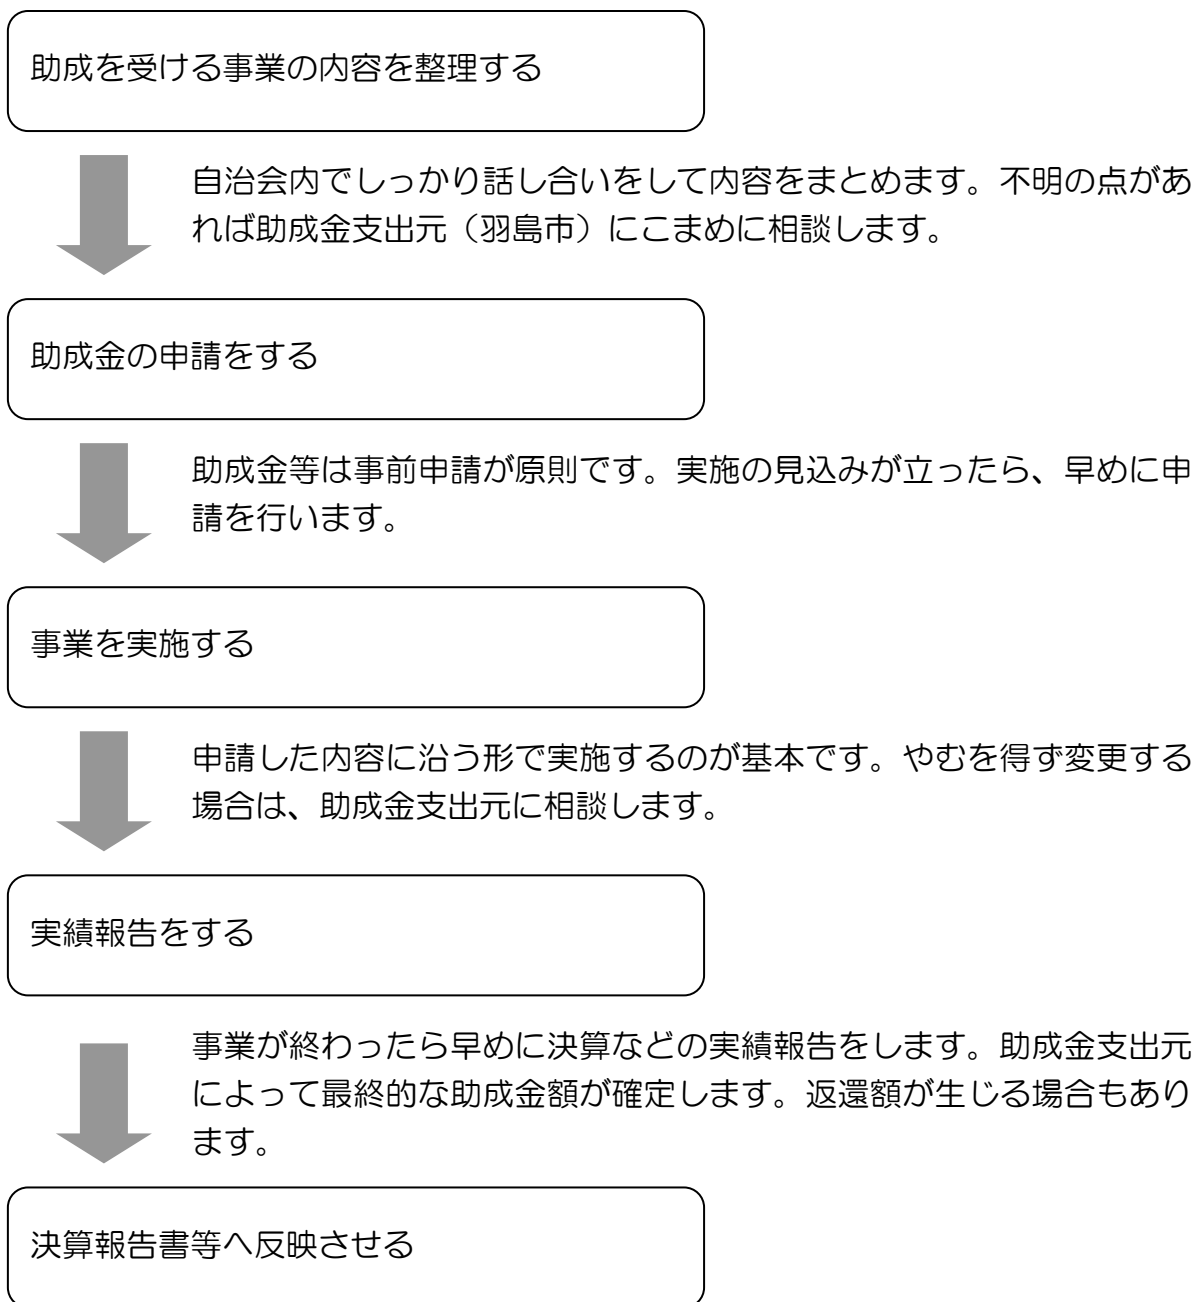 助成を受ける事業の内容を整理する
自治会内でしっかり話し合いをして内容をまとめます。不明の点があ
れば助成金支出元（羽島市）にこまめに相談します。
助成金の申請をする
助成金等は事前申請が原則です。実施の見込みが立ったら、早めに申
請を行います。
事業を実施する
申請した内容に沿う形で実施するのが基本です。やむを得ず変更する
場合は、助成金支出元に相談します。
実績報告をする
事業が終わったら早めに決算などの実績報告をします。助成金支出元
によって最終的な助成金額が確定します。返還額が生じる場合もあり
ます。
決算報告書等へ反映させる